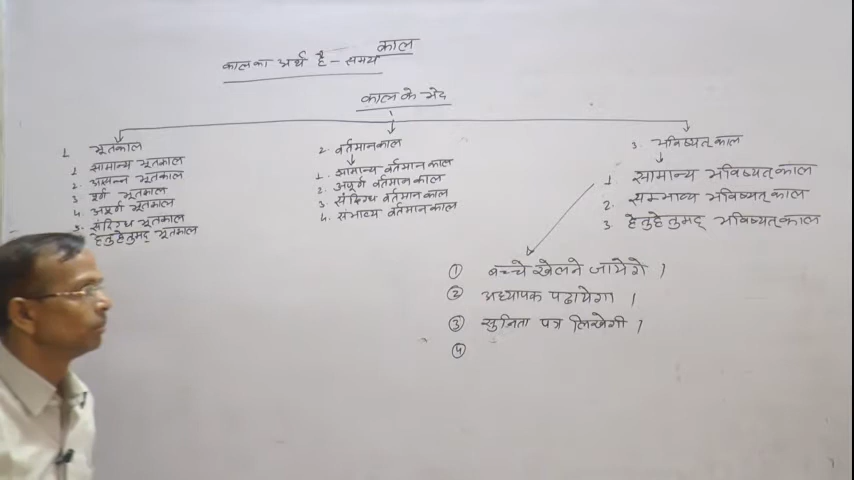 काल
काल का अर्थ है - समय
काल के भेद
1 भूतकाल
1 सामान्य भूतकाल
2. आसन्न भूतकाल
3 पूर्ण भूतकाल
4. अपूर्ण भूतकाल
5. संदिग्ध भूतकाल
हेतुहेतुमद् भूतकाल
2. वर्तमान काल
1. सामान्य वर्तमान काल
2. अपूर्ण वर्तमान काल
3. संदिग्ध वर्तमान काल
4. संभाव्य वर्तमान काल
3. भविष्यत् काल
1. सामान्य भविष्यत् काल
2. सम्भाव्य भविष्यत् काल
3. हेतुहेतुमद् भविष्यत् काल
① बच्चे खेलने जायेगे ।
② अध्यापक पढायेगा ।
③ सुनिता पत्र लिखेगी ।
④